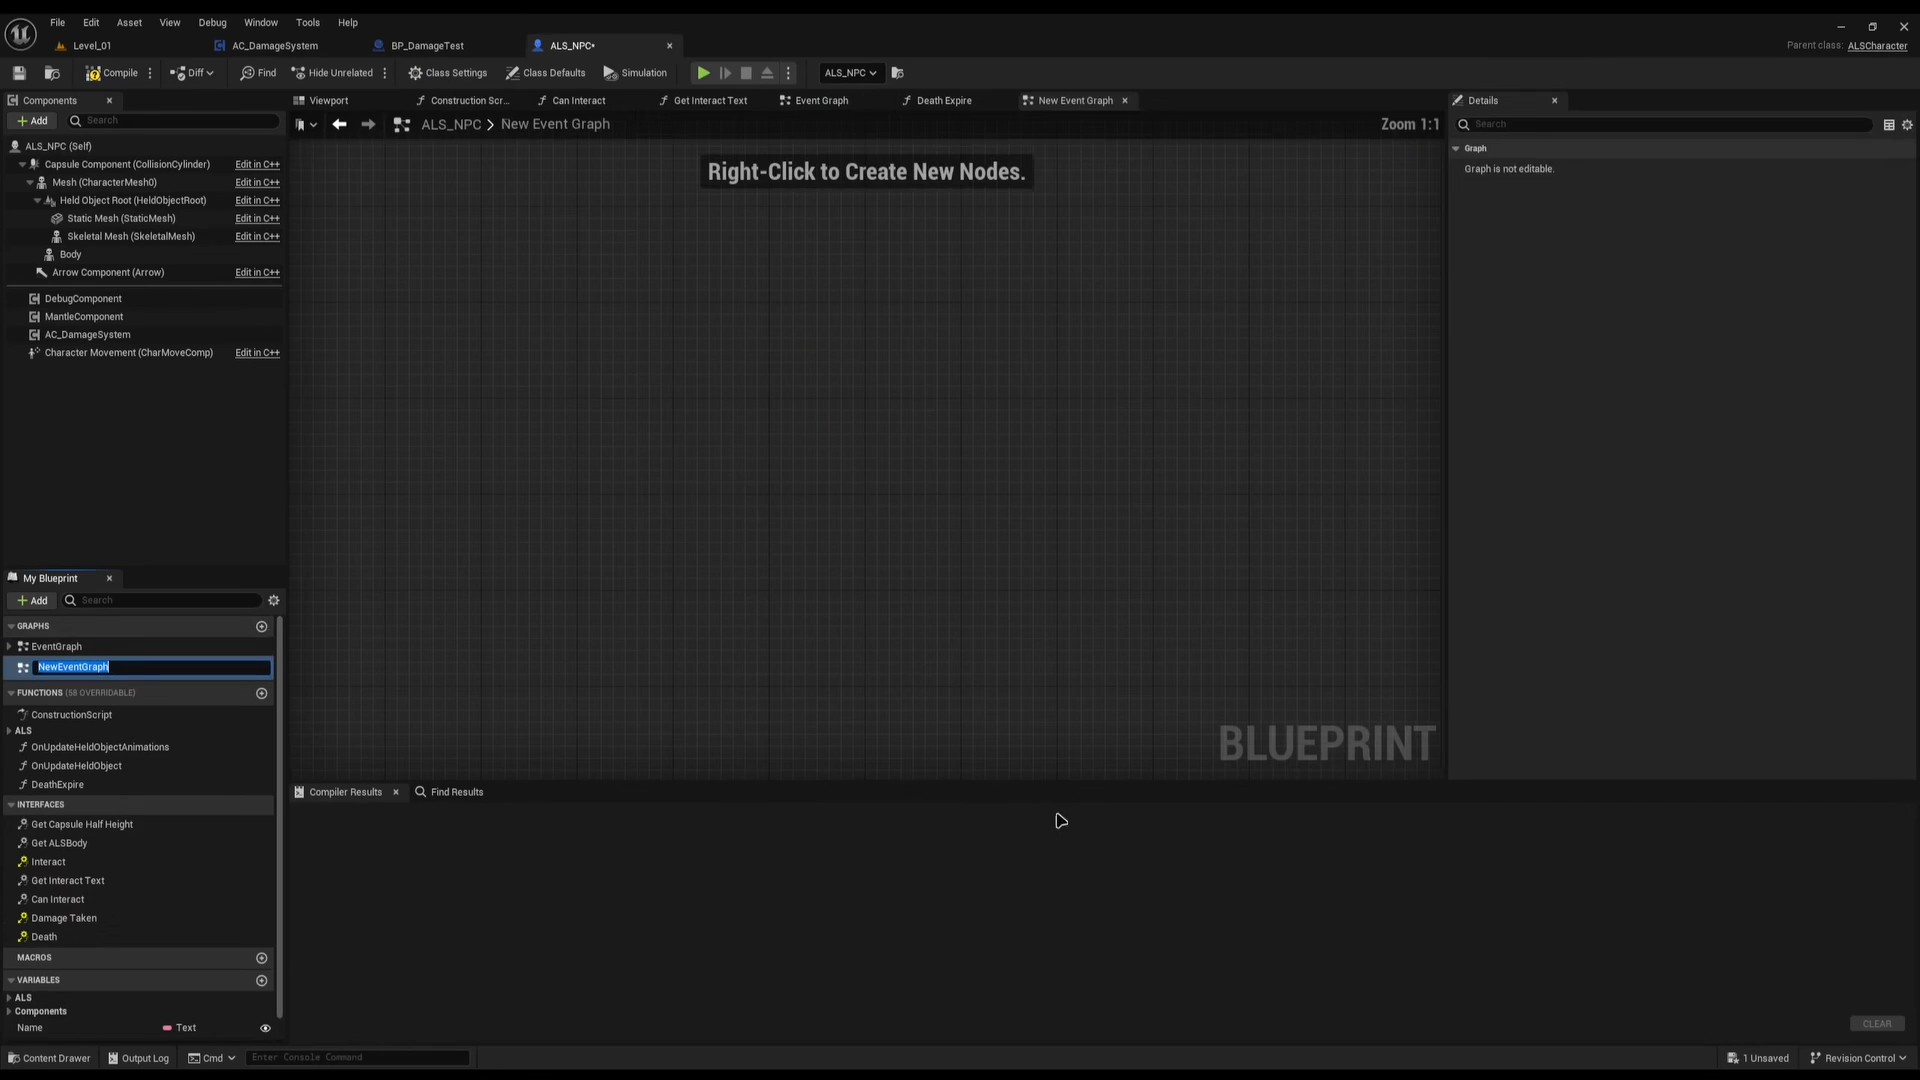 File Edit Asset View Debug Window Tools Help
Level_01 AC_DamageSystem BP_DamageTest ALS_NPC•
Parent class: ALSCharacter
Compile Diff Find Hide Unrelated Class Settings Class Defaults Simulation ALS_NPC
Components
Add Search
ALS_NPC (Self)
Capsule Component (CollisionCylinder) Edit in C++
Mesh (CharacterMesh0) Edit in C++
Held Object Root (HeldObjectRoot) Edit in C++
Static Mesh (StaticMesh) Edit in C++
Skeletal Mesh (SkeletalMesh) Edit in C++
Body
Arrow Component (Arrow) Edit in C++
DebugComponent
MantleComponent
AC_DamageSystem
Character Movement (CharMoveComp) Edit in C++
My Blueprint
Add Search
GRAPHS
EventGraph
NewEventGraph
FUNCTIONS (58 OVERRIDABLE)
ConstructionScript
ALS
OnUpdateHeldObjectAnimations
OnUpdateHeldObject
DeathExpire
INTERFACES
Get Capsule Half Height
Get ALSBody
Interact
Get Interact Text
Can Interact
Damage Taken
Death
MACROS
VARIABLES
ALS
Components
Name Text
Viewport Construction Scr... Can Interact Get Interact Text Event Graph Death Expire New Event Graph
ALS_NPC > New Event Graph
Zoom 1:1
Right-Click to Create New Nodes.
BLUEPRINT
Compiler Results Find Results
CLEAR
Details
Search
Graph
Graph is not editable.
Content Drawer Output Log Cmd Enter Console Command 1 Unsaved Revision Control